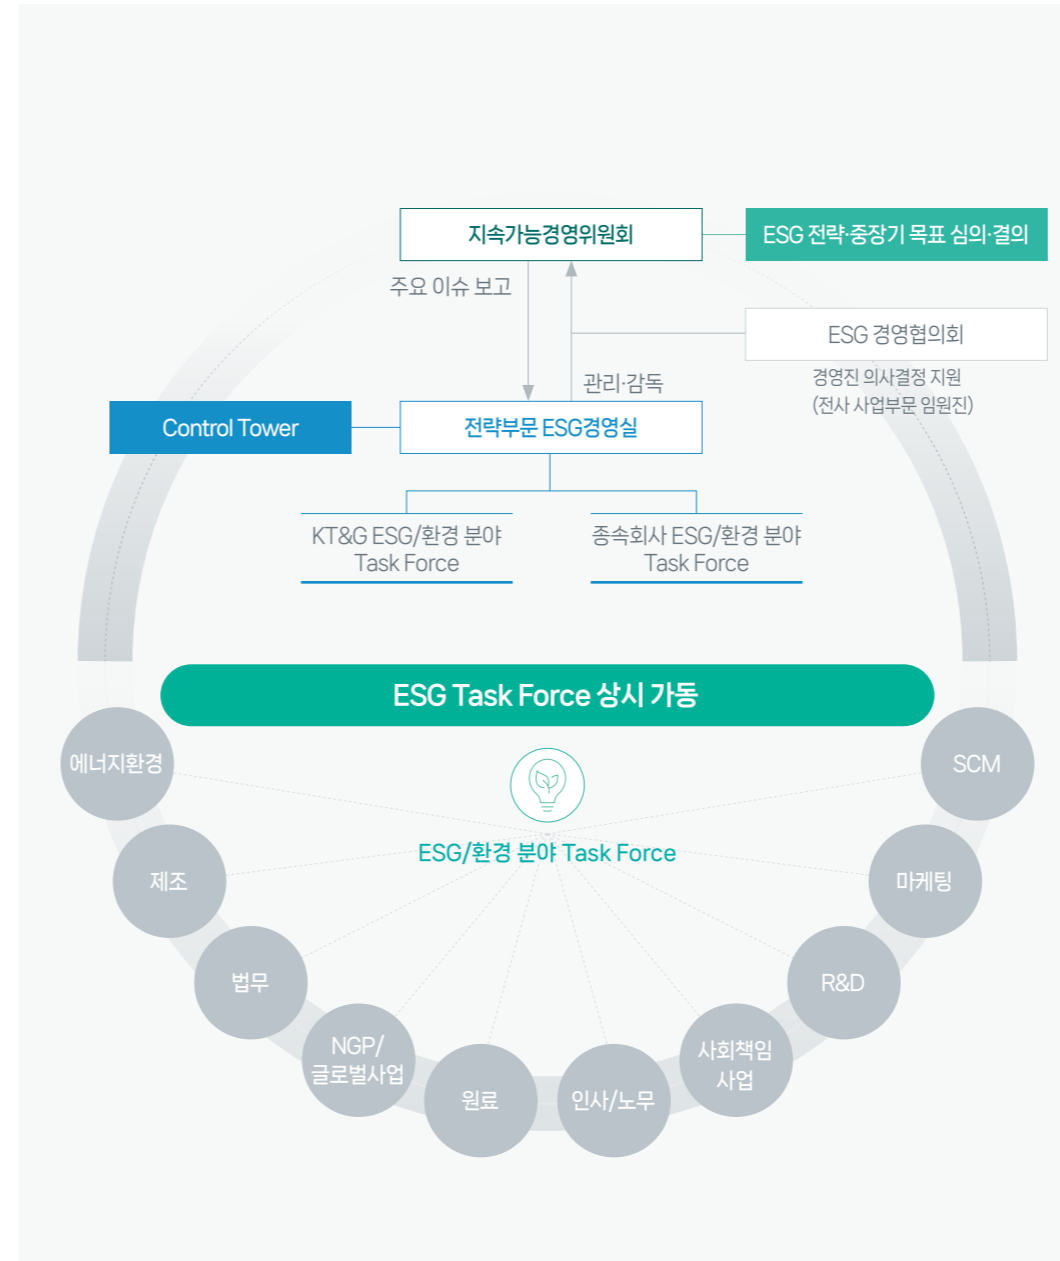 지속가능경영위원회
ESG 전략·중장기 목표 심의·결의
주요 이슈 보고
ESG 경영협의회
관리·감독
경영진 의사결정 지원
(전사 사업부문 임원진)
Control Tower
전략부문 ESG경영실
KT&G ESG/환경 분야
Task Force
종속회사 ESG/환경 분야
Task Force
ESG Task Force 상시 가동
에너지환경
SCM
ESG/환경 분야 Task Force
제조
마케팅
법무
R&D
NGP/
글로벌사업
사회책임
사업
원료
인사/노무